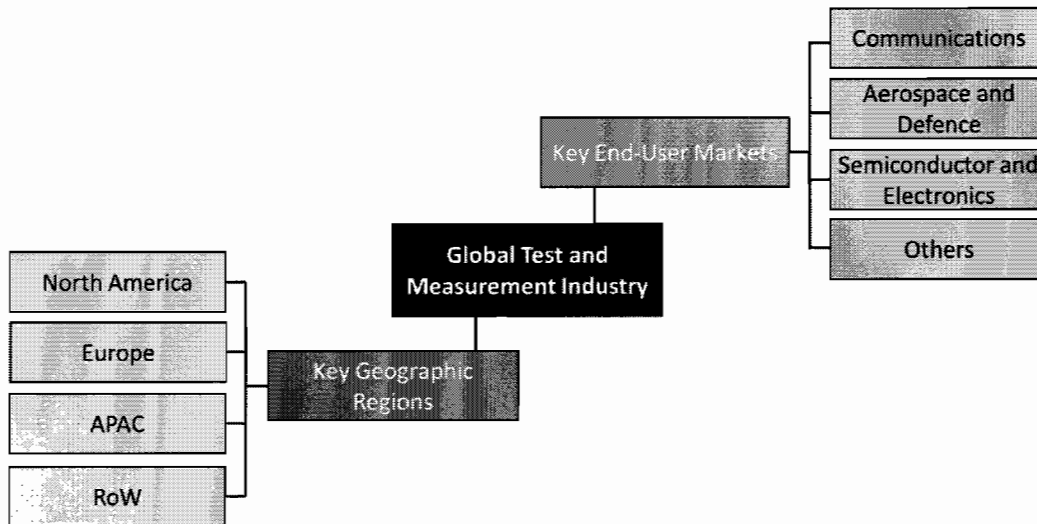 Communications
Aerospace and
Defence
Key End-User Markets
Semiconductor and
Electronics
Others
Global Test and
Measurement Industry
North America
Europe
Key Geographic
Regions
APAC
RoW